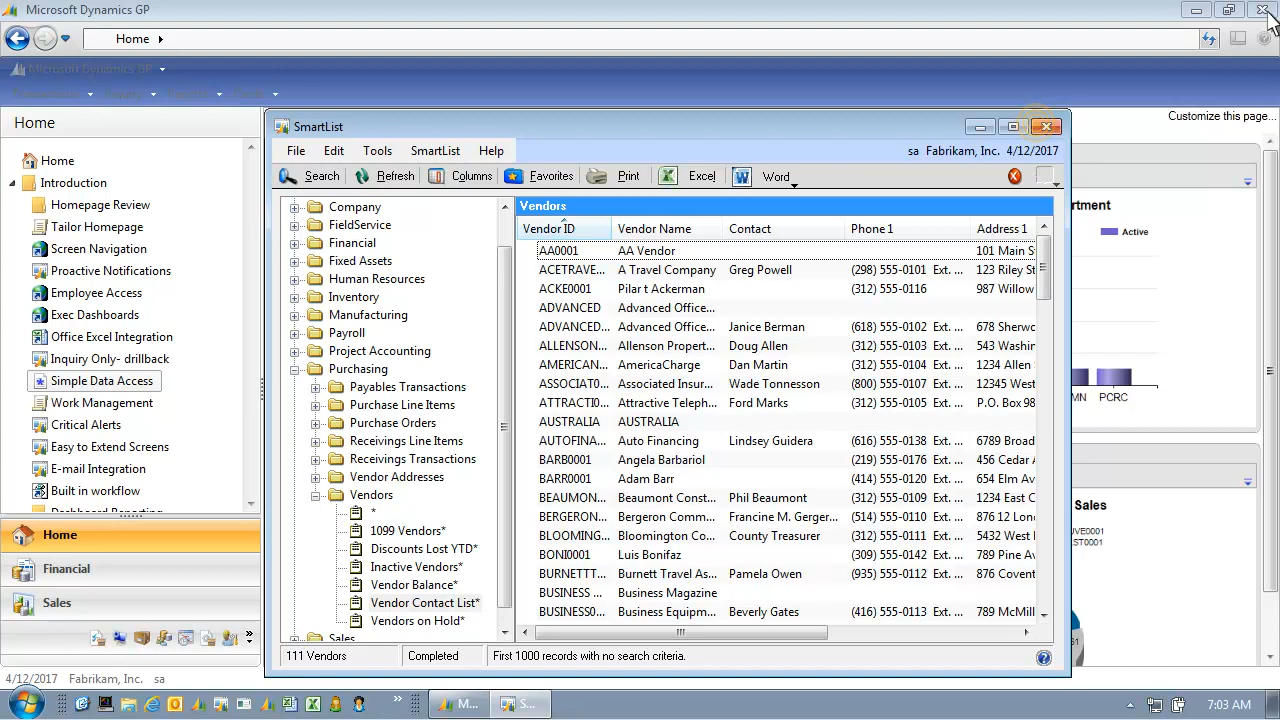 Microsoft Dynamics GP
Home
Microsoft Dynamics GP
Home
Customize this page...
Home
Introduction
Homepage Review
Tailor Homepage
Screen Navigation
Proactive Notifications
Employee Access
Exec Dashboards
Office Excel Integration
Inquiry Only- drillback
Simple Data Access
Work Management
Critical Alerts
Easy to Extend Screens
E-mail Integration
Built in workflow
Dashboard Reporting
Home
Financial
Sales
4/12/2017 Fabrikam, Inc. sa
SmartList
File Edit Tools SmartList Help
sa Fabrikam, Inc. 4/12/2017
Search Refresh Columns Favorites Print Excel Word
Company
FieldService
Financial
Fixed Assets
Human Resources
Inventory
Manufacturing
Payroll
Project Accounting
Purchasing
Payables Transactions
Purchase Line Items
Purchase Orders
Receivings Line Items
Receivings Transactions
Vendor Addresses
Vendors
*
1099 Vendors*
Discounts Lost YTD*
Inactive Vendors*
Vendor Balance*
Vendor Contact List*
Vendors on Hold*
Sales
Vendors
Vendor ID Vendor Name Contact Phone 1 Address 1
AA0001 AA Vendor 101 Main S
ACETRAVE... A Travel Company Greg Powell (298) 555-0101 Ext. ... 123 Riley St
ACKE0001 Pilar t Ackerman (312) 555-0116 987 Willow
ADVANCED Advanced Office...
ADVANCED... Advanced Office... Janice Berman (618) 555-0102 Ext. ... 678 Sherwo
ALLENSON... Allenson Propert... Doug Allen (312) 555-0103 Ext. ... 543 Washin
AMERICAN... AmericaCharge Dan Martin (312) 555-0104 Ext. ... 1234 Allen
ASSOCIAT0... Associated Insur... Wade Tonnesson (800) 555-0107 Ext. ... 12345 West
ATTRACTI0... Attractive Teleph... Ford Marks (312) 555-0105 Ext. ... P.O. Box 98
AUSTRALIA AUSTRALIA
AUTOFINA... Auto Financing Lindsey Guidera (616) 555-0138 Ext. ... 6789 Broad
BARB0001 Angela Barbariol (219) 555-0176 Ext. ... 456 Cedar
BARR0001 Adam Barr (414) 555-0120 Ext. ... 654 Elm Av
BEAUMON... Beaumont Const... Phil Beaumont (312) 555-0109 Ext. ... 1234 East C
BERGERON... Bergeron Comm... Francine M. Gerger... (514) 555-0110 Ext. ... 876 12 Lon
BLOOMING... Bloomington Co... County Treasurer (312) 555-0111 Ext. ... 5432 West
BONI0001 Luis Bonifaz (309) 555-0142 Ext. ... 789 Pine Av
BURNETTT... Burnett Travel As... Pamela Owen (935) 555-0112 Ext. ... 876 Covent
BUSINESS ... Business Magazine
BUSINESS0... Business Equipm... Beverly Gates (416) 555-0113 Ext. ... 789 McMill
111 Vendors Completed First 1000 records with no search criteria.
Active
MN PCRC
Sales
M... S...
7:03 AM